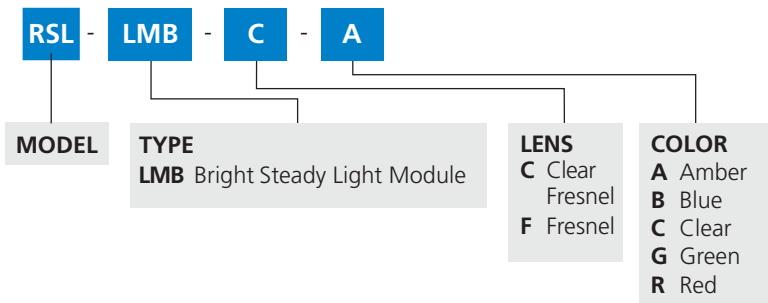 RSL - LMB - C - A
MODEL
TYPE
LMB Bright Steady Light Module
LENS
C Clear
Fresnel
F Fresnel
COLOR
A Amber
B Blue
C Clear
G Green
R Red